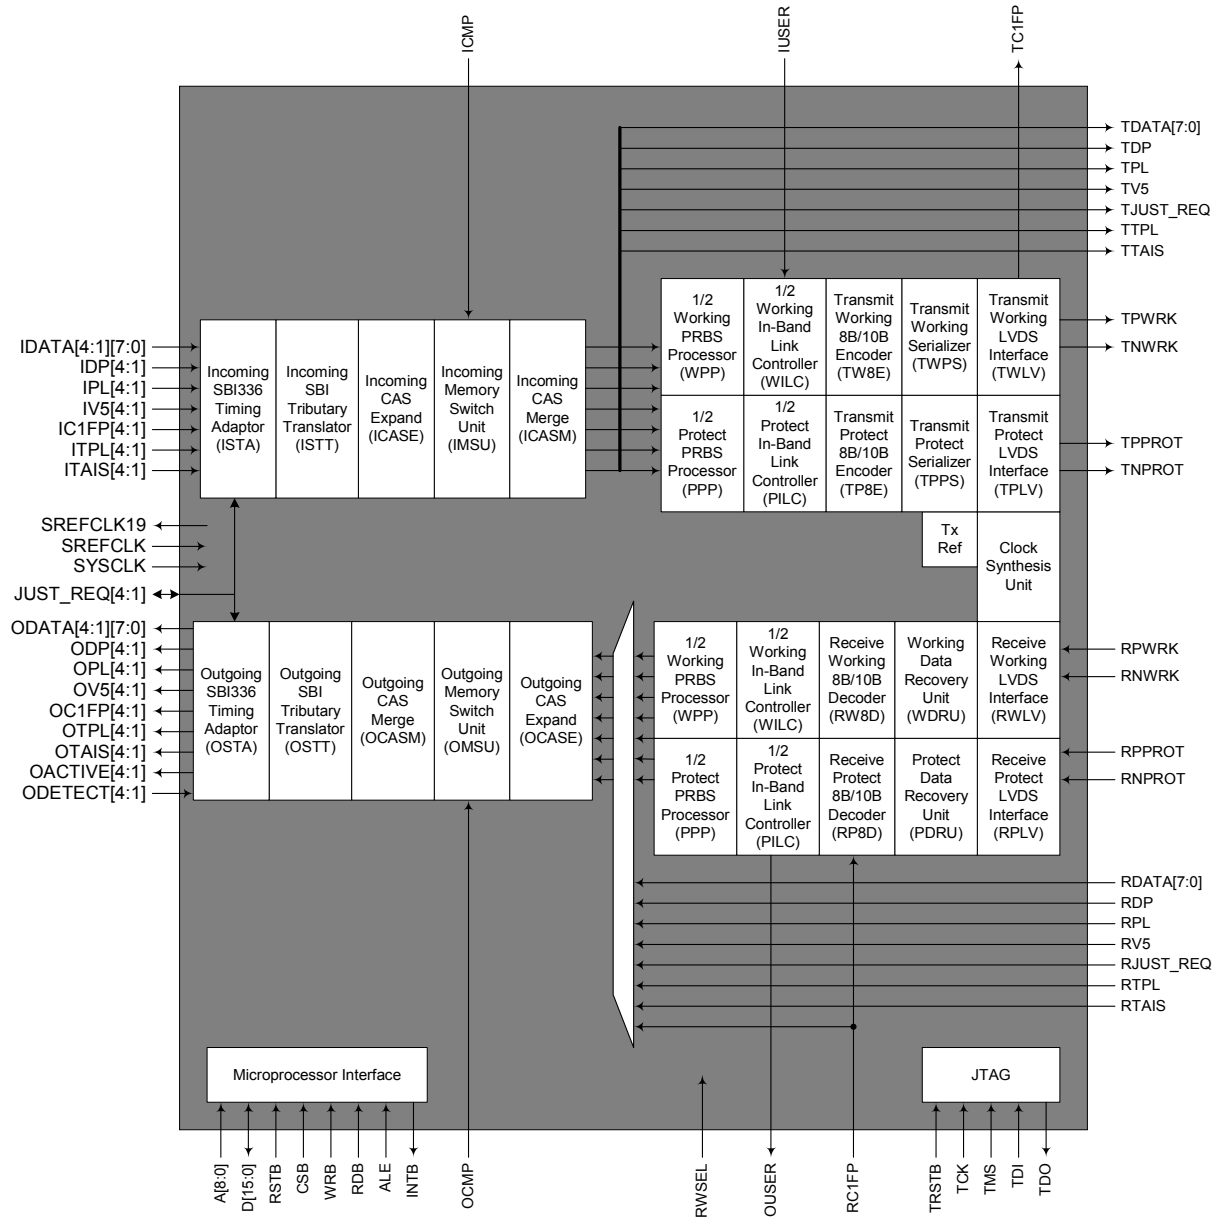 ICMP
IUSER
TC1FP
TDATA[7:0]
TDP
TPL
TV5
TJUST_REQ
TTPL
TTAIS
IDATA[4:1][7:0]
IDP[4:1]
IPL[4:1]
IV5[4:1]
IC1FP[4:1]
ITPL[4:1]
ITAIS[4:1]
Incoming
SBI336
Timing
Adaptor
(ISTA)
Incoming
SBI
Tributary
Translator
(ISTT)
Incoming
CAS
Expand
(ICASE)
Incoming
Memory
Switch
Unit
(IMSU)
Incoming
CAS
Merge
(ICASM)
1/2
Working
PRBS
Processor
(WPP)
1/2
Working
In-Band
Link
Controller
(WILC)
Transmit
Working
8B/10B
Encoder
(TW8E)
Transmit
Working
Serializer
(TWPS)
Transmit
Working
LVDS
Interface
(TWLV)
TPWRK
TNWRK
1/2
Protect
PRBS
Processor
(PPP)
1/2
Protect
In-Band
Link
Controller
(PILC)
Transmit
Protect
8B/10B
Encoder
(TP8E)
Transmit
Protect
Serializer
(TPPS)
Transmit
Protect
LVDS
Interface
(TPLV)
TPPROT
TNPROT
SREFCLK19
SREFCLK
SYSCLK
JUST_REQ[4:1]
Tx
Ref
Clock
Synthesis
Unit
ODATA[4:1][7:0]
ODP[4:1]
OPL[4:1]
OV5[4:1]
OC1FP[4:1]
OTPL[4:1]
OTAIS[4:1]
OACTIVE[4:1]
ODETECT[4:1]
Outgoing
SBI336
Timing
Adaptor
(OSTA)
Outgoing
SBI
Tributary
Translator
(OSTT)
Outgoing
CAS
Merge
(OCASM)
Outgoing
Memory
Switch
Unit
(OMSU)
Outgoing
CAS
Expand
(OCASE)
1/2
Working
PRBS
Processor
(WPP)
1/2
Working
In-Band
Link
Controller
(WILC)
Receive
Working
8B/10B
Decoder
(RW8D)
Working
Data
Recovery
Unit
(WDRU)
Receive
Working
LVDS
Interface
(RWLV)
RPWRK
RNWRK
1/2
Protect
PRBS
Processor
(PPP)
1/2
Protect
In-Band
Link
Controller
(PILC)
Receive
Protect
8B/10B
Decoder
(RP8D)
Protect
Data
Recovery
Unit
(PDRU)
Receive
Protect
LVDS
Interface
(RPLV)
RPPROT
RNPROT
RDATA[7:0]
RDP
RPL
RV5
RJUST_REQ
RTPL
RTAIS
Microprocessor Interface
JTAG
A[8:0]
D[15:0]
RSTB
CSB
WRB
RDB
ALE
INTB
OCMP
RWSEL
OUSER
RC1FP
TRSTB
TCK
TMS
TDI
TDO